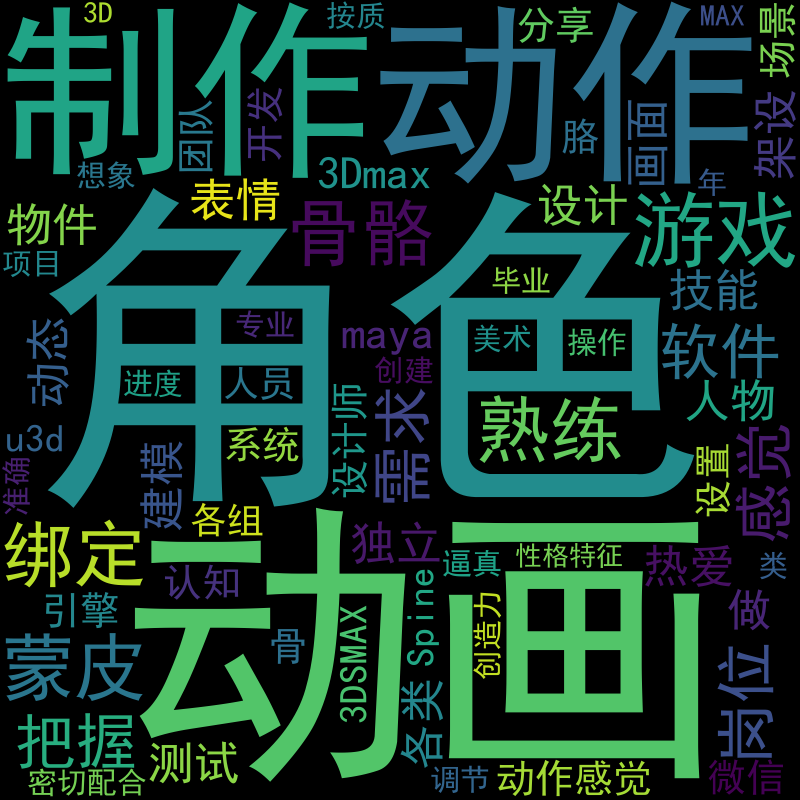 3D
按质
分享
MAX
场景
制作
动作
团队
开发
胳
画面
架设
想象
3Dmax
年
表情
骨骼
设计
游戏
物件
角色
项目
毕业
技能
动态
专业
maya
美术
操作
软件
进度
人员
创建
人物
设计师
需求
熟练
u3d
系统
感觉
建模
设置
准确
各组
绑定
动画
独立
逼真
性格特征
热爱
类
认知
Spine
引擎
创造力
做
3DSMAX
骨
蒙皮
岗位
各类
把握
测试
密切配合
调节
动作感觉
微信